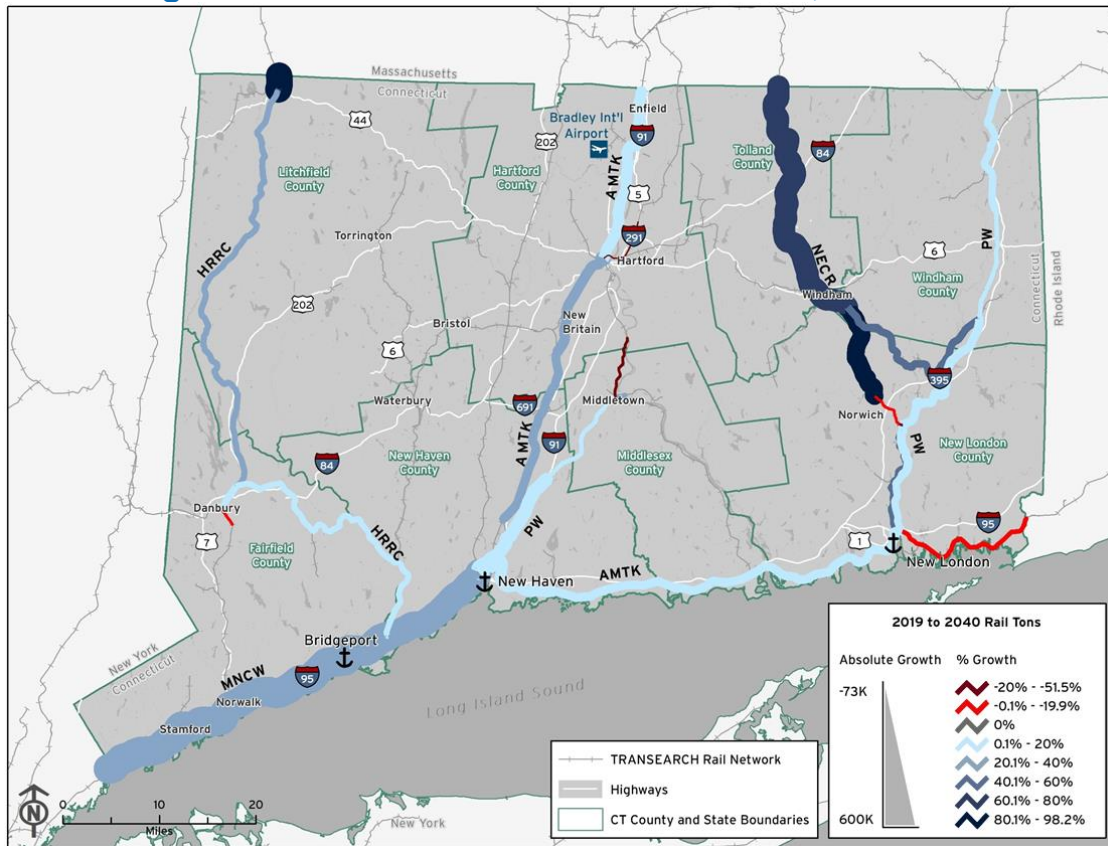 Massachusetts
Connecticut
44
202
Bradley Int'l
Airport
Enfield
91
AMTK
5
Tolland
County
84
Litchfield
County
Hartford
County
HRRC
Torrington
291
Hartford
NECR
6
PW
Windham
County
Windham
Connecticut
Rhode Island
202
Bristol
New
Britain
6
Waterbury
691
Middletown
395
Norwich
AMTK
91
PW
New London
County
84
New Haven
County
Middlesex
County
Danbury
7
HRRC
Fairfield
County
PW
95
1
New London
New Haven
AMTK
Bridgeport
New York
Connecticut
MNCW
95
Norwalk
Stamford
Long Island Sound
2019 to 2040 Rail Tons
Absolute Growth
% Growth
-73K
600K
-20% - -51.5%
-0.1% - -19.9%
0%
0.1% - 20%
20.1% - 40%
40.1% - 60%
60.1% - 80%
80.1% - 98.2%
TRANSEARCH Rail Network
Highways
CT County and State Boundaries
N
0 10 20
Miles
New York